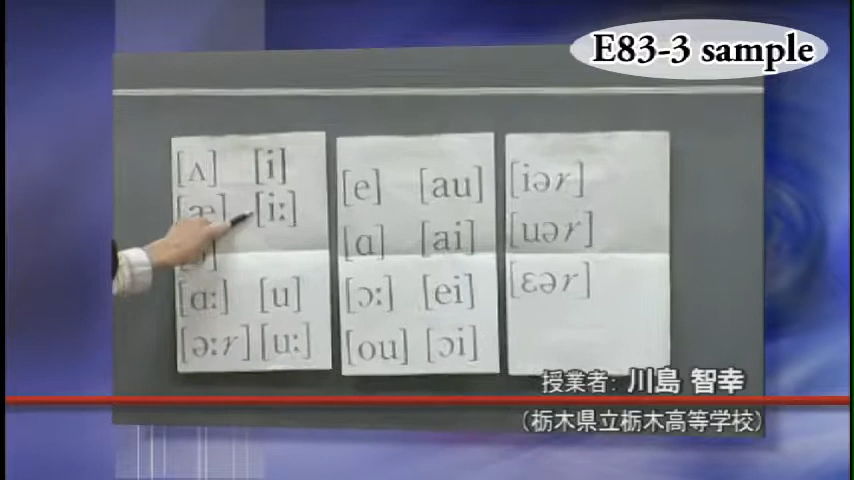 E83-3 sample
[ʌ] [i]
[æ] [iː]
[ɑː] [u]
[əːr] [uː]
[e] [au]
[ɑ] [ai]
[ɔː] [ei]
[ou] [ɔi]
[iər]
[uər]
[ɛər]
授業者: 川島 智幸
（栃木県立栃木高等学校）